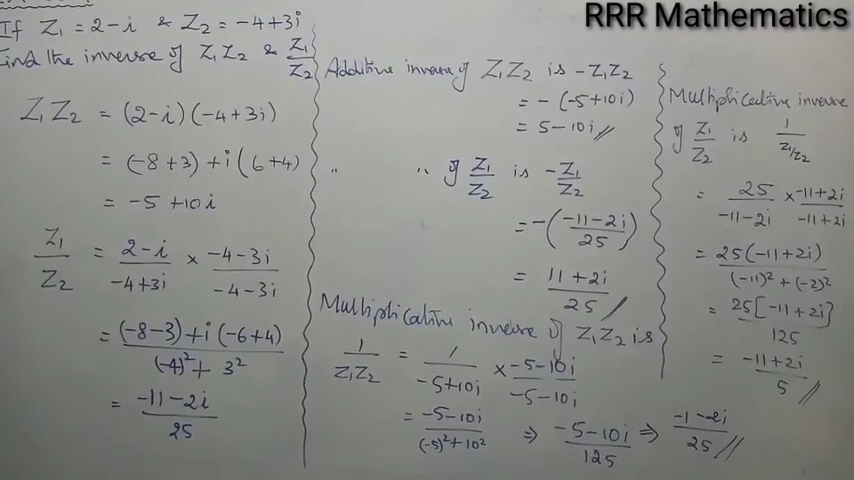 RRR Mathematics
If Z₁ = 2-i & Z₂ = -4+3i
Find the inverse of Z₁Z₂ & Z₁/Z₂
Z₁Z₂ = (2-i)(-4+3i)
= (-8+3)+i(6+4)
= -5+10i
Z₁/Z₂ = (2-i)/(-4+3i) × (-4-3i)/(-4-3i)
= ((-8-3)+i(-6+4))/((-4)²+3²)
= (-11-2i)/25
Additive inverse of Z₁Z₂ is -Z₁Z₂
= -(-5+10i)
= 5-10i //
" " of Z₁/Z₂ is -Z₁/Z₂
= -((-11-2i)/25)
= (11+2i)/25 /
Multiplicative inverse of Z₁Z₂ is
1/(Z₁Z₂) = 1/(-5+10i) × (-5-10i)/(-5-10i)
= (-5-10i)/((-5)²+10²) ⇒ (-5-10i)/125 ⇒ (-1-2i)/25 //
Multiplicative inverse
of Z₁/Z₂ is 1/(Z₁/Z₂)
= 25/(-11-2i) × (-11+2i)/(-11+2i)
= 25(-11+2i)/((-11)²+(-2)²)
= 25[-11+2i]/125
= (-11+2i)/5 //